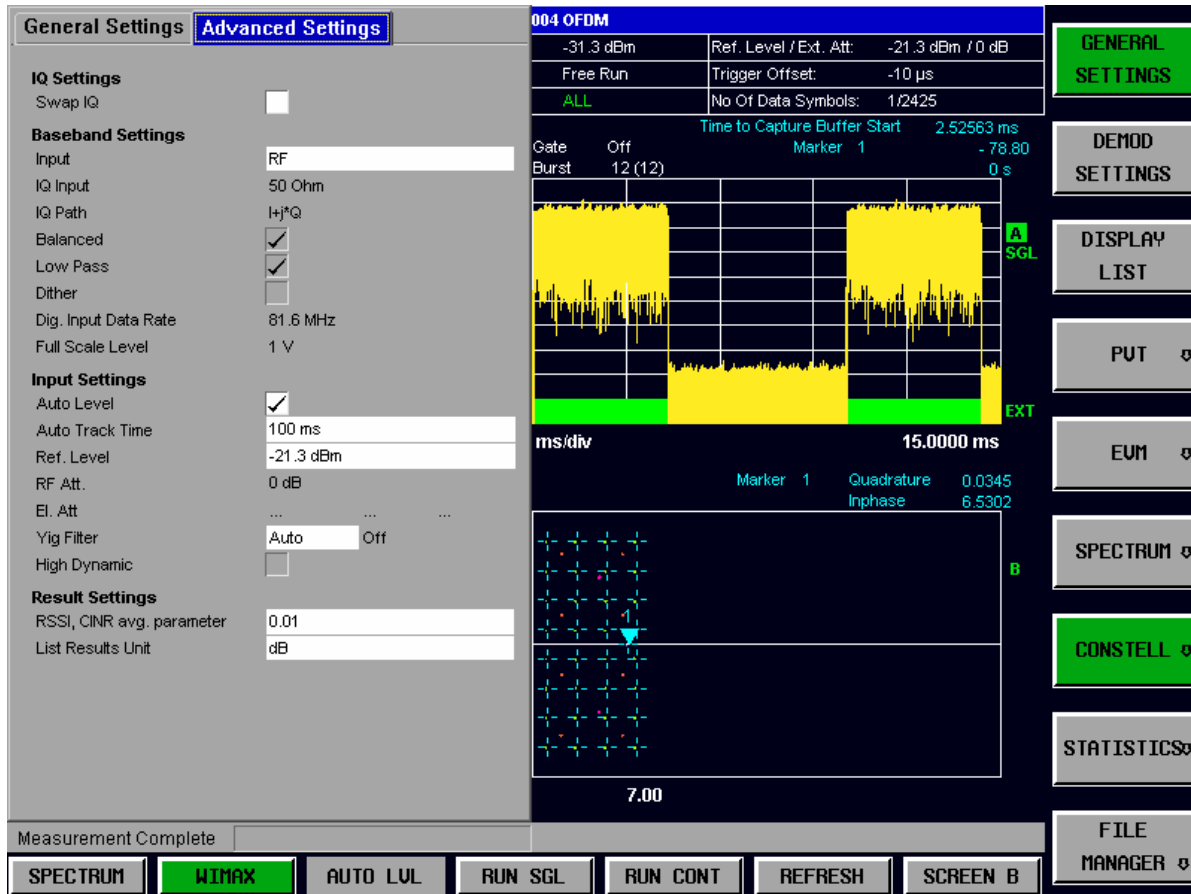 General Settings Advanced Settings
IQ Settings
Swap IQ
Baseband Settings
Input RF
IQ Input 50 Ohm
IQ Path I+j*Q
Balanced
Low Pass
Dither
Dig. Input Data Rate 81.6 MHz
Full Scale Level 1 V
Input Settings
Auto Level
Auto Track Time 100 ms
Ref. Level -21.3 dBm
RF Att. 0 dB
El. Att ... ... ...
Yig Filter Auto Off
High Dynamic
Result Settings
RSSI, CINR avg. parameter 0.01
List Results Unit dB
004 OFDM
-31.3 dBm Ref. Level / Ext. Att: -21.3 dBm / 0 dB
Free Run Trigger Offset: -10 µs
ALL No Of Data Symbols: 1/2425
Time to Capture Buffer Start 2.52563 ms
Gate Off Marker 1 - 78.80
Burst 12 (12) 0 s
A
SGL
EXT
ms/div 15.0000 ms
Marker 1 Quadrature 0.0345
Inphase 6.5302
1
B
7.00
GENERAL
SETTINGS
DEMOD
SETTINGS
DISPLAY
LIST
PVT
EVM
SPECTRUM
CONSTELL
STATISTICS
FILE
MANAGER
Measurement Complete
SPECTRUM WIMAX AUTO LVL RUN SGL RUN CONT REFRESH SCREEN B